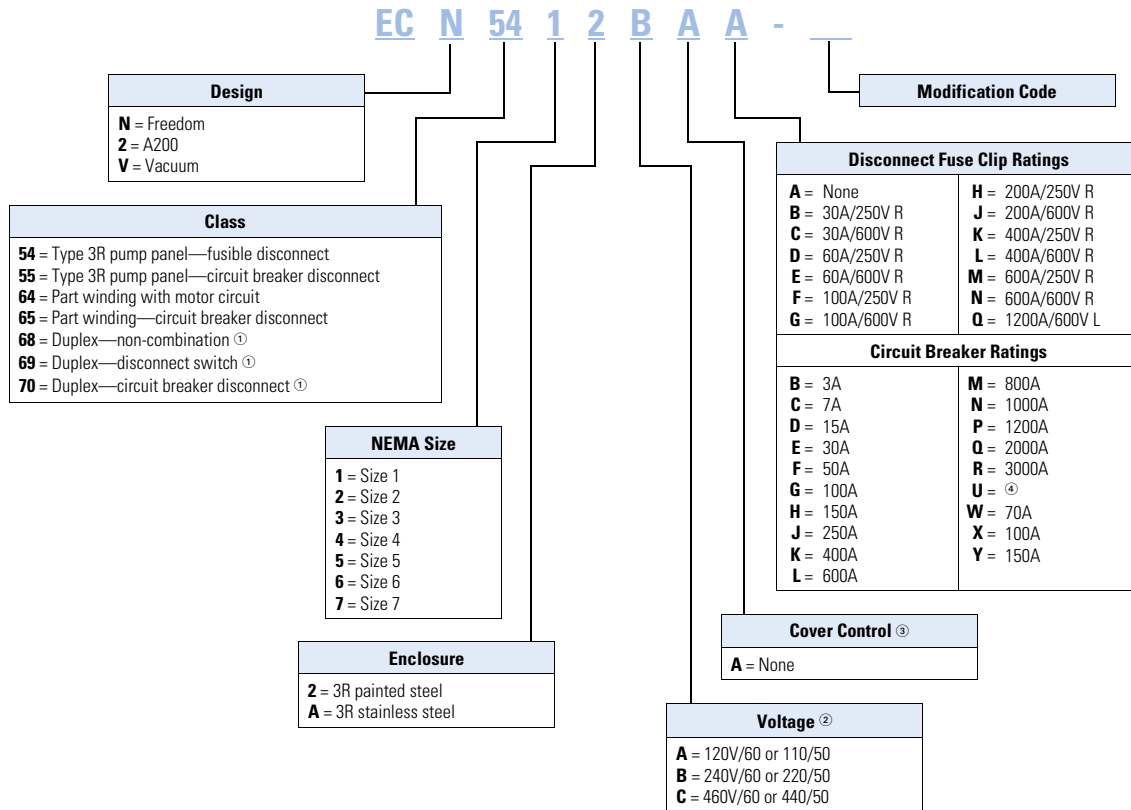 EC N 54 1 2 B A A -
Design
N = Freedom
2 = A200
V = Vacuum
Class
54 = Type 3R pump panel—fusible disconnect
55 = Type 3R pump panel—circuit breaker disconnect
64 = Part winding with motor circuit
65 = Part winding—circuit breaker disconnect
68 = Duplex—non-combination ①
69 = Duplex—disconnect switch ①
70 = Duplex—circuit breaker disconnect ①
NEMA Size
1 = Size 1
2 = Size 2
3 = Size 3
4 = Size 4
5 = Size 5
6 = Size 6
7 = Size 7
Enclosure
2 = 3R painted steel
A = 3R stainless steel
Modification Code
Disconnect Fuse Clip Ratings
A = None
B = 30A/250V R
C = 30A/600V R
D = 60A/250V R
E = 60A/600V R
F = 100A/250V R
G = 100A/600V R
H = 200A/250V R
J = 200A/600V R
K = 400A/250V R
L = 400A/600V R
M = 600A/250V R
N = 600A/600V R
Q = 1200A/600V L
Circuit Breaker Ratings
B = 3A
C = 7A
D = 15A
E = 30A
F = 50A
G = 100A
H = 150A
J = 250A
K = 400A
L = 600A
M = 800A
N = 1000A
P = 1200A
Q = 2000A
R = 3000A
U = ④
W = 70A
X = 100A
Y = 150A
Cover Control ③
A = None
Voltage ②
A = 120V/60 or 110/50
B = 240V/60 or 220/50
C = 460V/60 or 440/50